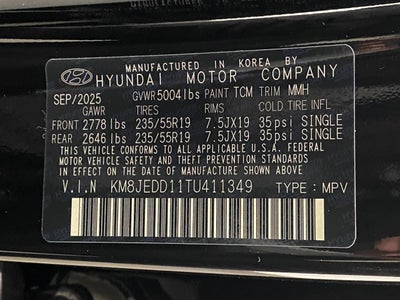 MANUFACTURED IN KOREA BY
HYUNDAI MOTOR COMPANY
SEP/2025 GVWR 5004lbs PAINT TCM TRIM MMH
GAWR TIRES RIMS COLD TIRE INFL
FRONT 2778 lbs 235/55R19 7.5JX19 35psi SINGLE
REAR 2646 lbs 235/55R19 7.5JX19 35psi SINGLE
THIS VEHICLE CONFORMS TO ALL APPLICABLE U.S.A. FEDERAL
MOTOR VEHICLE SAFETY, BUMPER, AND THEFT PREVENTION STANDARDS
IN EFFECT ON THE DATE OF MANUFACTURE SHOWN ABOVE.
V.I.N KM8JEDD11TU411349 TYPE: MPV